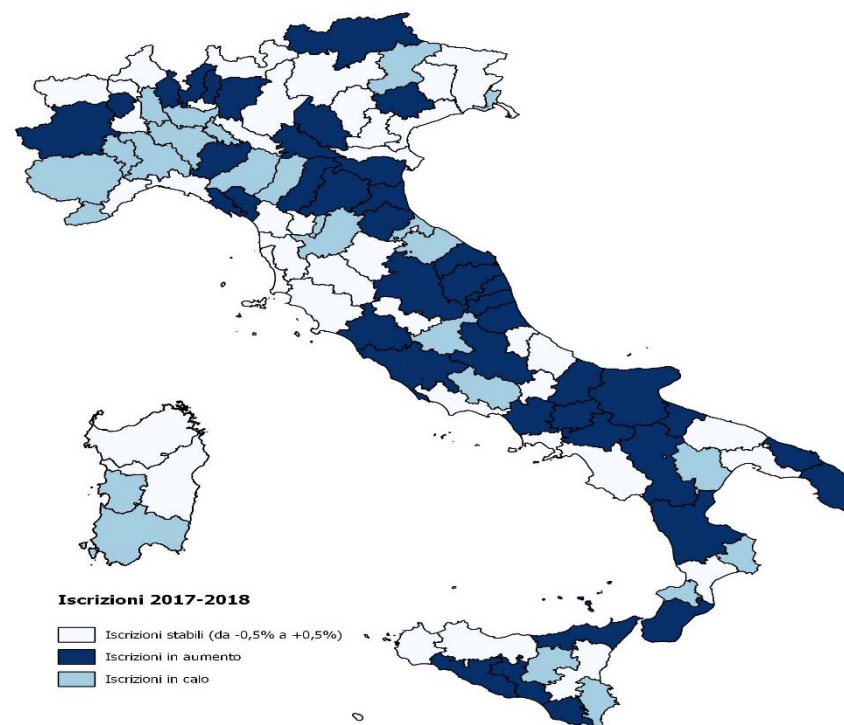 Iscrizioni 2017-2018
Iscrizioni stabili (da -0,5% a +0,5%)
Iscrizioni in aumento
Iscrizioni in calo